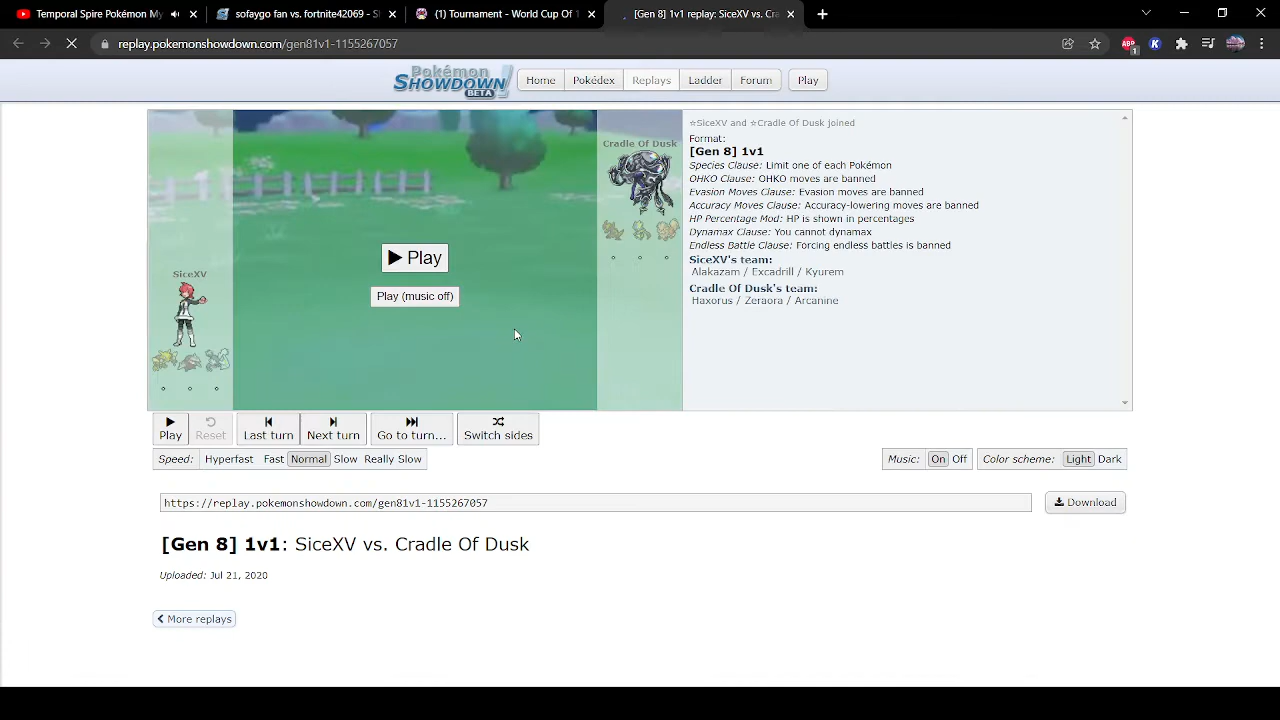 Temporal Spire Pokémon My
sofaygo fan vs. fortnite42069 - S
(1) Tournament - World Cup Of 1
[Gen 8] 1v1 replay: SiceXV vs. Cra
replay.pokemonshowdown.com/gen81v1-1155267057
ABP
1
K
Pokémon
SHOWDOWN!
BETA
Home
Pokédex
Replays
Ladder
Forum
Play
☆SiceXV and ☆Cradle Of Dusk joined
Format:
[Gen 8] 1v1
Species Clause: Limit one of each Pokémon
OHKO Clause: OHKO moves are banned
Evasion Moves Clause: Evasion moves are banned
Accuracy Moves Clause: Accuracy-lowering moves are banned
HP Percentage Mod: HP is shown in percentages
Dynamax Clause: You cannot dynamax
Endless Battle Clause: Forcing endless battles is banned
SiceXV's team:
Alakazam / Excadrill / Kyurem
Cradle Of Dusk's team:
Haxorus / Zeraora / Arcanine
Cradle Of Dusk
SiceXV
Play
Play (music off)
Play
Reset
Last turn
Next turn
Go to turn...
Switch sides
Speed: Hyperfast Fast Normal Slow Really Slow
Music: On Off
Color scheme: Light Dark
https://replay.pokemonshowdown.com/gen81v1-1155267057
Download
[Gen 8] 1v1: SiceXV vs. Cradle Of Dusk
Uploaded: Jul 21, 2020
More replays